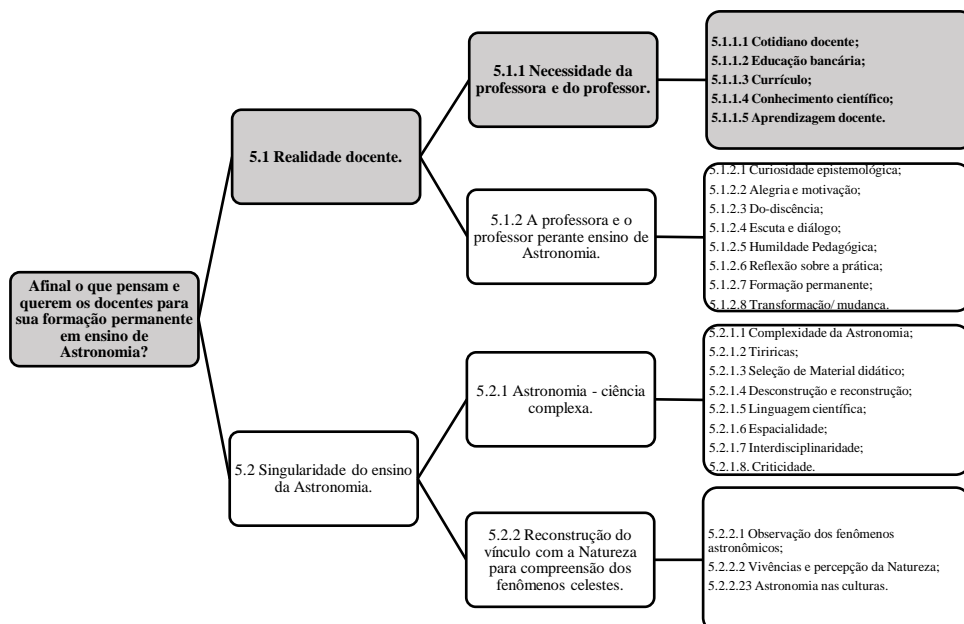 Afinal o que pensam e
querem os docentes para
sua formação permanente
em ensino de
Astronomia?
5.1 Realidade docente.
5.1.1 Necessidade da
professora e do professor.
5.1.1.1 Cotidiano docente;
5.1.1.2 Educação bancária;
5.1.1.3 Currículo;
5.1.1.4 Conhecimento científico;
5.1.1.5 Aprendizagem docente.
5.1.2 A professora e o
professor perante ensino de
Astronomia.
5.1.2.1 Curiosidade epistemológica;
5.1.2.2 Alegria e motivação;
5.1.2.3 Do-discência;
5.1.2.4 Escuta e diálogo;
5.1.2.5 Humildade Pedagógica;
5.1.2.6 Reflexão sobre a prática;
5.1.2.7 Formação permanente;
5.1.2.8 Transformação/ mudança.
5.2 Singularidade do ensino
da Astronomia.
5.2.1 Astronomia - ciência
complexa.
5.2.1.1 Complexidade da Astronomia;
5.2.1.2 Tiriricas;
5.2.1.3 Seleção de Material didático;
5.2.1.4 Desconstrução e reconstrução;
5.2.1.5 Linguagem científica;
5.2.1.6 Espacialidade;
5.2.1.7 Interdisciplinaridade;
5.2.1.8. Criticidade.
5.2.2 Reconstrução do
vínculo com a Natureza
para compreensão dos
fenômenos celestes.
5.2.2.1 Observação dos fenômenos
astronômicos;
5.2.2.2 Vivências e percepção da Natureza;
5.2.2.23 Astronomia nas culturas.